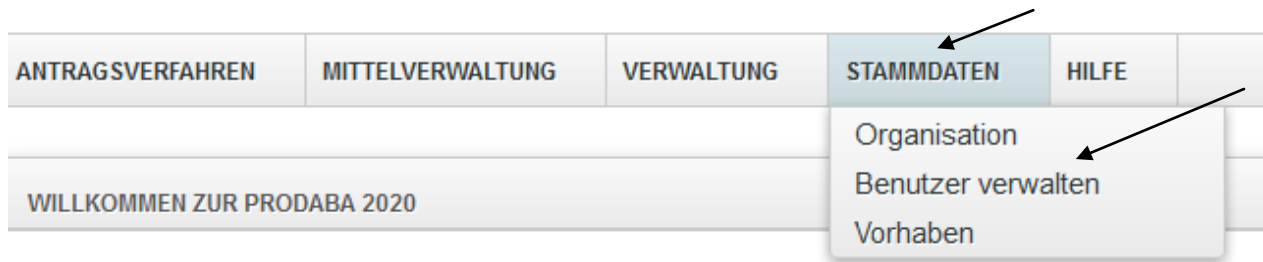 ANTRAGSVERFAHREN MITTELVERWALTUNG VERWALTUNG STAMMDATEN HILFE
Organisation
Benutzer verwalten
Vorhaben
WILLKOMMEN ZUR PRODABA 2020